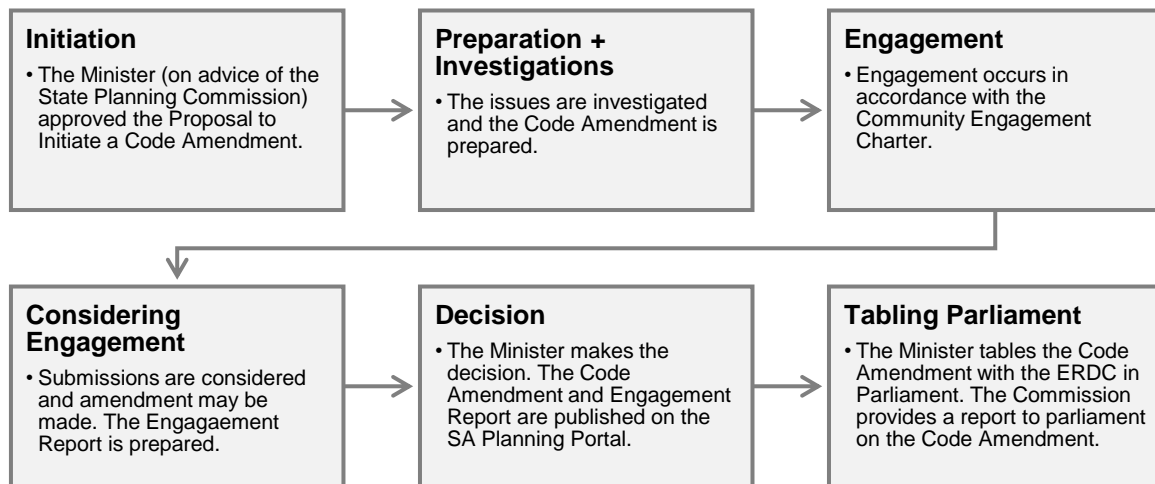 Initiation
• The Minister (on advice of the
State Planning Commission)
approved the Proposal to
Initiate a Code Amendment.
Preparation +
Investigations
• The issues are investigated
and the Code Amendment is
prepared.
Engagement
• Engagement occurs in
accordance with the
Community Engagement
Charter.
Considering
Engagement
• Submissions are considered
and amendment may be
made. The Engagaement
Report is prepared.
Decision
• The Minister makes the
decision. The Code
Amendment and Engagement
Report are published on the
SA Planning Portal.
Tabling Parliament
• The Minister tables the Code
Amendment with the ERDC in
Parliament. The Commission
provides a report to parliament
on the Code Amendment.